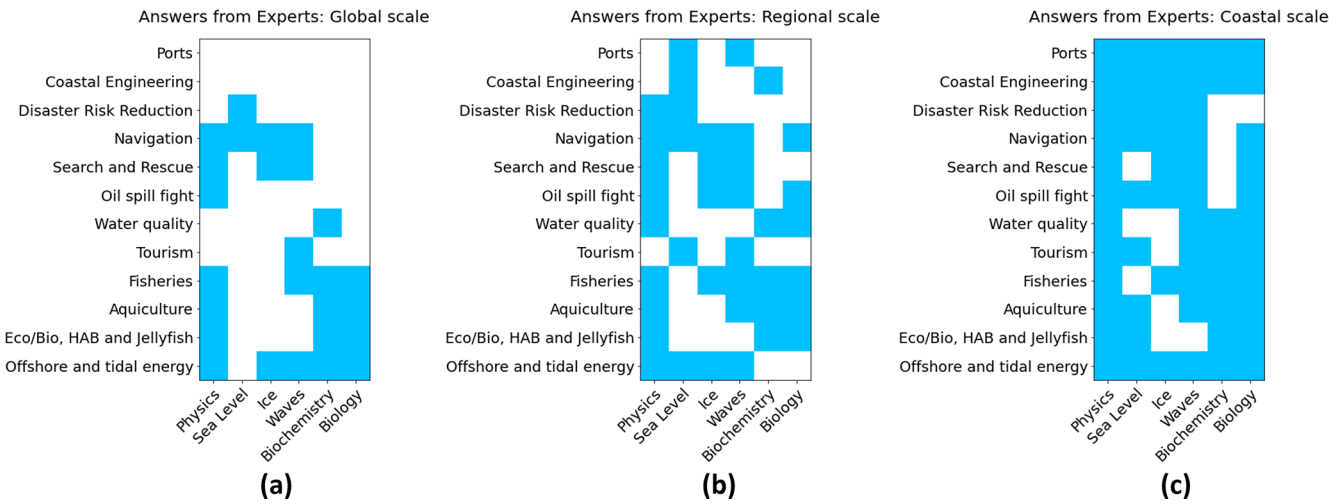 Answers from Experts: Global scale
Ports
Coastal Engineering
Disaster Risk Reduction
Navigation
Search and Rescue
Oil spill fight
Water quality
Tourism
Fisheries
Aquiculture
Eco/Bio, HAB and Jellyfish
Offshore and tidal energy
Physics
Sea Level
Ice
Waves
Biochemistry
Biology
(a)
Answers from Experts: Regional scale
Ports
Coastal Engineering
Disaster Risk Reduction
Navigation
Search and Rescue
Oil spill fight
Water quality
Tourism
Fisheries
Aquiculture
Eco/Bio, HAB and Jellyfish
Offshore and tidal energy
Physics
Sea Level
Ice
Waves
Biochemistry
Biology
(b)
Answers from Experts: Coastal scale
Ports
Coastal Engineering
Disaster Risk Reduction
Navigation
Search and Rescue
Oil spill fight
Water quality
Tourism
Fisheries
Aquiculture
Eco/Bio, HAB and Jellyfish
Offshore and tidal energy
Physics
Sea Level
Ice
Waves
Biochemistry
Biology
(c)